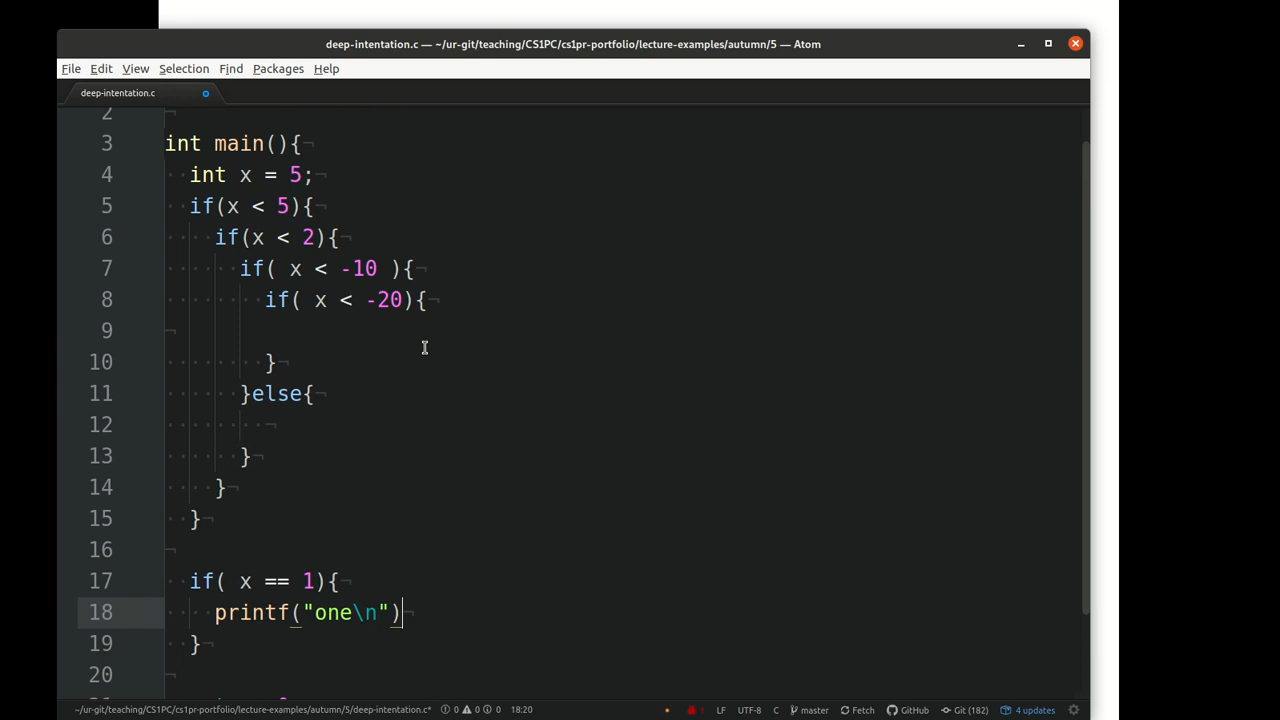 deep-intentation.c — ~/ur-git/teaching/CS1PC/cs1pr-portfolio/lecture-examples/autumn/5 — Atom
File Edit View Selection Find Packages Help
deep-intentation.c
2
3 int main(){
4 int x = 5;
5 if(x < 5){
6 if(x < 2){
7 if( x < -10 ){
8 if( x < -20){
9
10 }
11 }else{
12
13 }
14 }
15 }
16
17 if( x == 1){
18 printf("one\n")
19 }
20
~/ur-git/teaching/CS1PC/cs1pr-portfolio/lecture-examples/autumn/5/deep-intentation.c* 0 0 0 18:20 1 LF UTF-8 C master Fetch GitHub Git (182) 4 updates